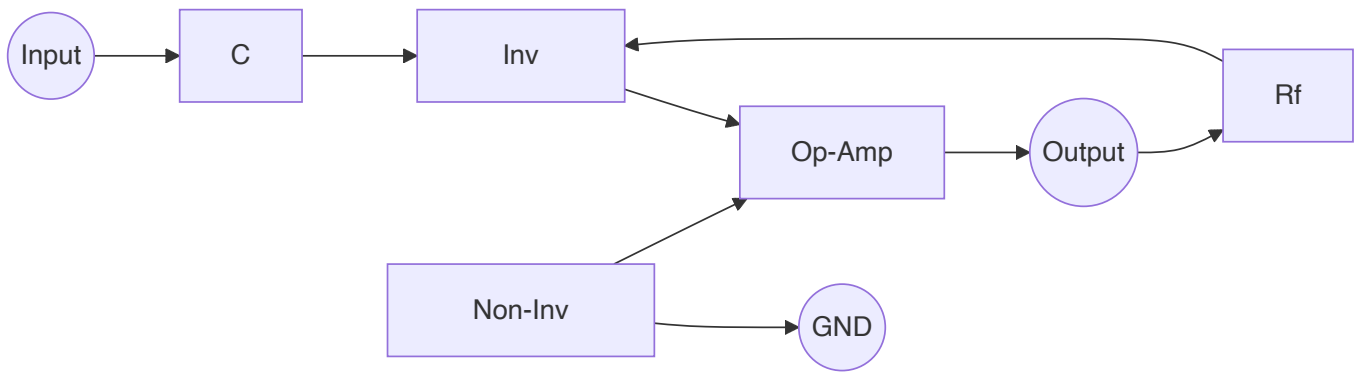 Input
C
Inv
Rf
Op-Amp
Output
Non-Inv
GND